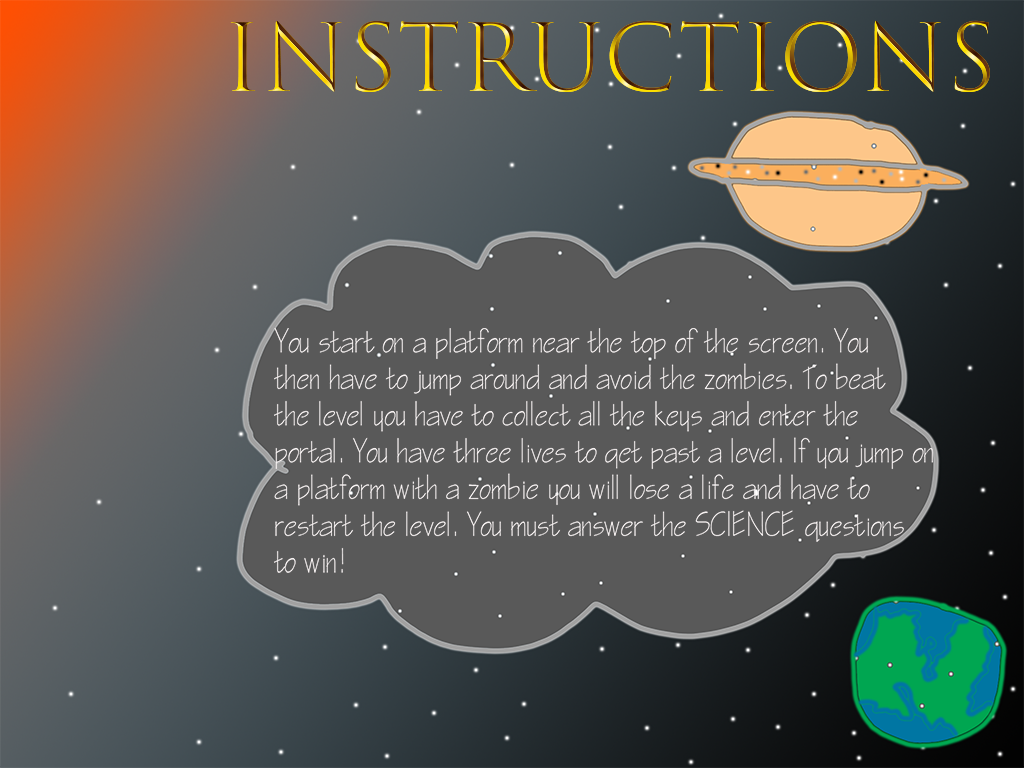 INSTRUCTIONS
You start on a platform near the top of the screen. You
then have to jump around and avoid the zombies. To beat
the level you have to collect all the keys and enter the
portal. You have three lives to get past a level. If you jump on
a platform with a zombie you will lose a life and have to
restart the level. You must answer the SCIENCE questions
to win!